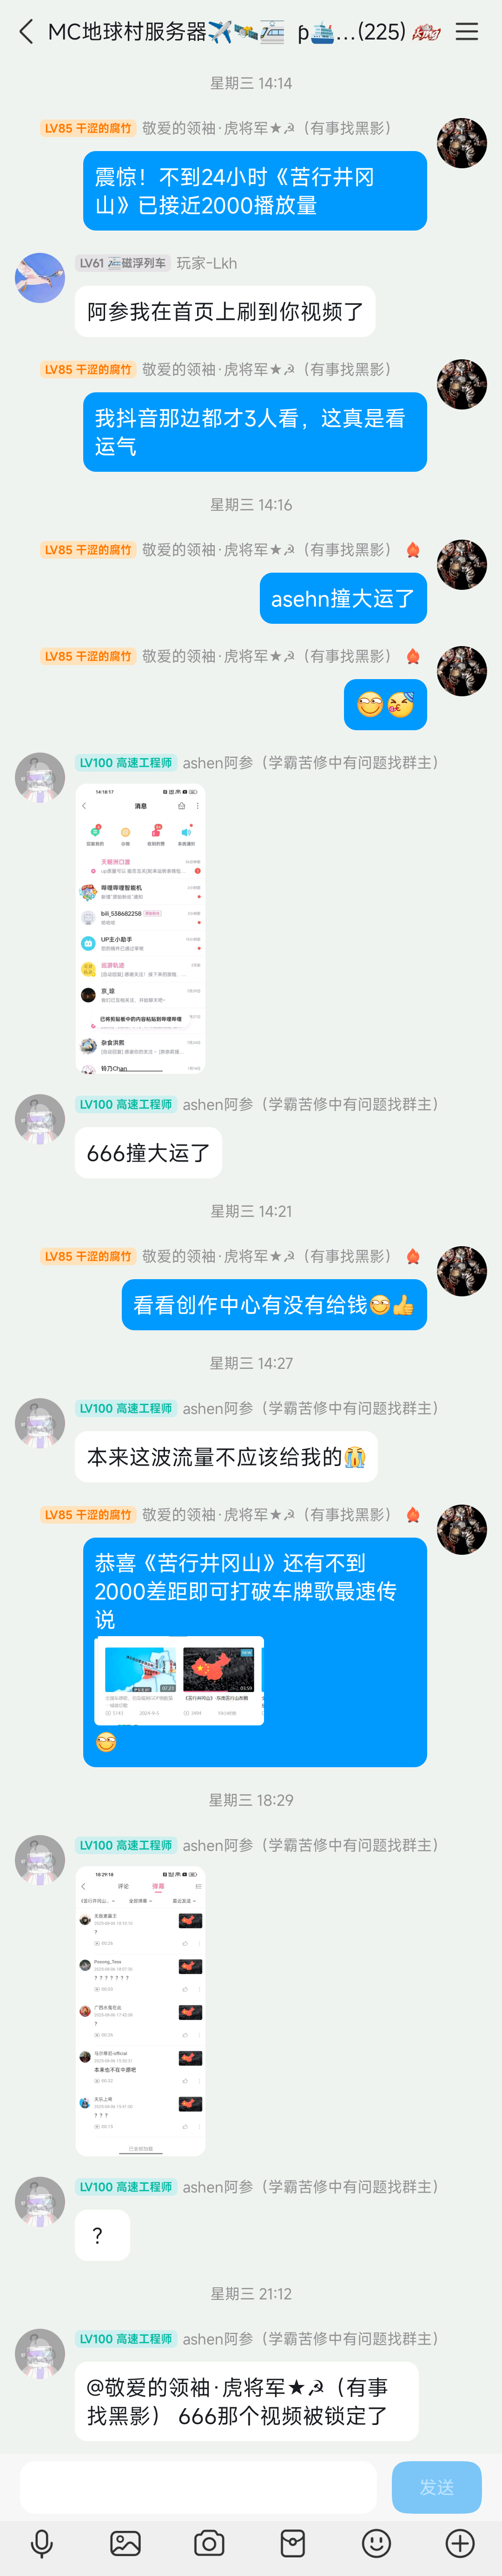 MC地球村服务器✈️🛰️🚈 ꝥ🚢...(225)
星期三 14:14
LV85 干涩的腐竹 敬爱的领袖·虎将军★☭（有事找黑影）
震惊！不到24小时《苦行井冈
山》已接近2000播放量
LV61 🚈磁浮列车 玩家-Lkh
阿参我在首页上刷到你视频了
LV85 干涩的腐竹 敬爱的领袖·虎将军★☭（有事找黑影）
我抖音那边都才3人看，这真是看
运气
星期三 14:16
LV85 干涩的腐竹 敬爱的领袖·虎将军★☭（有事找黑影）
asehn撞大运了
LV85 干涩的腐竹 敬爱的领袖·虎将军★☭（有事找黑影）
LV100 高速工程师 ashen阿参（学霸苦修中有问题找群主）
14:18:17
消息
回复我的
收到的赞
系统通知
天赐洲口渡
哔哩哔哩智能机
bili_538682258
UP主小助手
巡游轨迹
京_琼
已将剪贴板中的内容粘贴到哔哩哔哩
杂食洪熙
铃乃Chan
LV100 高速工程师 ashen阿参（学霸苦修中有问题找群主）
666撞大运了
星期三 14:21
LV85 干涩的腐竹 敬爱的领袖·虎将军★☭（有事找黑影）
看看创作中心有没有给钱😏👍
星期三 14:27
LV100 高速工程师 ashen阿参（学霸苦修中有问题找群主）
本来这波流量不应该给我的😭
LV85 干涩的腐竹 敬爱的领袖·虎将军★☭（有事找黑影）
恭喜《苦行井冈山》还有不到
2000差距即可打破车牌歌最速传
说
07:21
03:59
星期三 18:29
LV100 高速工程师 ashen阿参（学霸苦修中有问题找群主）
18:29:18
评论 弹幕
《苦行井冈山... 全部弹幕 最近发送
？
Pissong_Tess
？？？？？？？
广西水鬼在此
？
本来也不在中原吧
？？？
已全部加载
LV100 高速工程师 ashen阿参（学霸苦修中有问题找群主）
？
星期三 21:12
LV100 高速工程师 ashen阿参（学霸苦修中有问题找群主）
@敬爱的领袖·虎将军★☭（有事
找黑影） 666那个视频被锁定了
发送